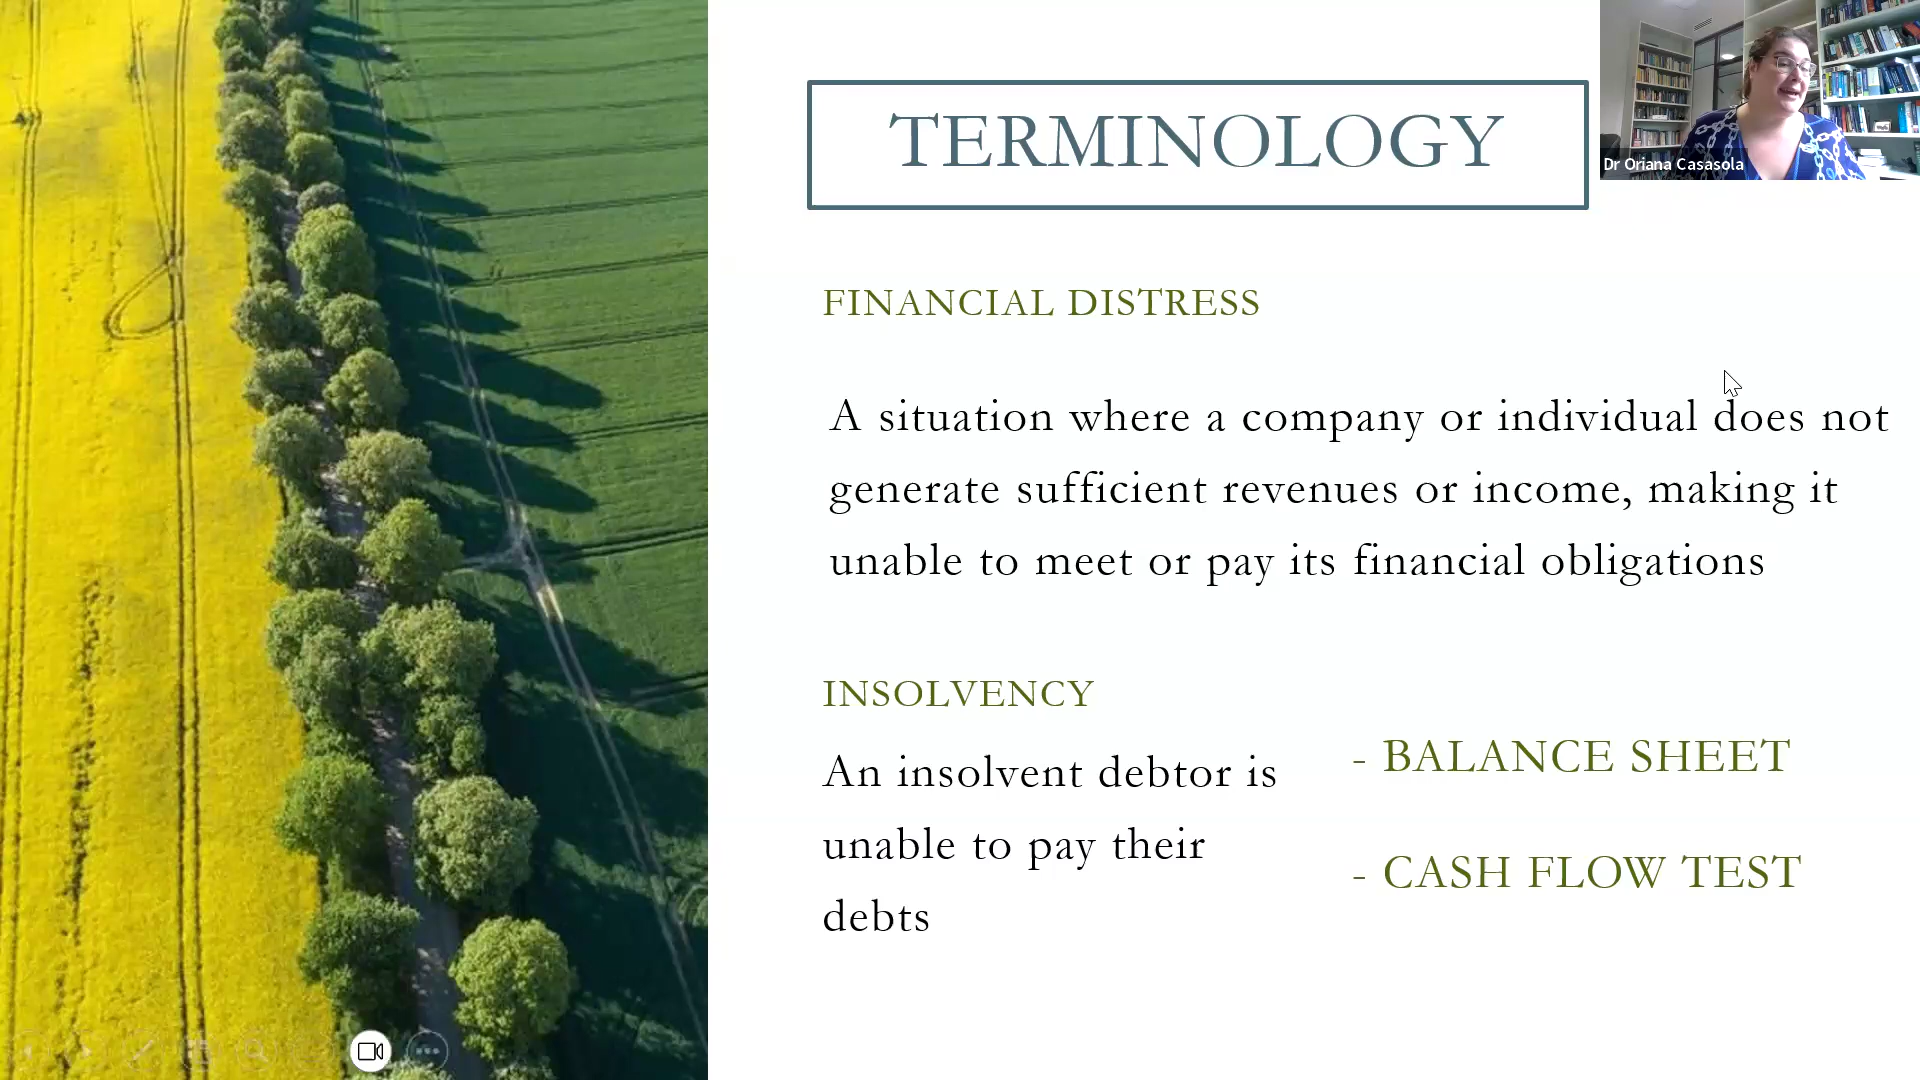 TERMINOLOGY
Dr Oriana Casasola
FINANCIAL DISTRESS
A situation where a company or individual does not
generate sufficient revenues or income, making it
unable to meet or pay its financial obligations
INSOLVENCY
An insolvent debtor is
unable to pay their
debts
- BALANCE SHEET
- CASH FLOW TEST